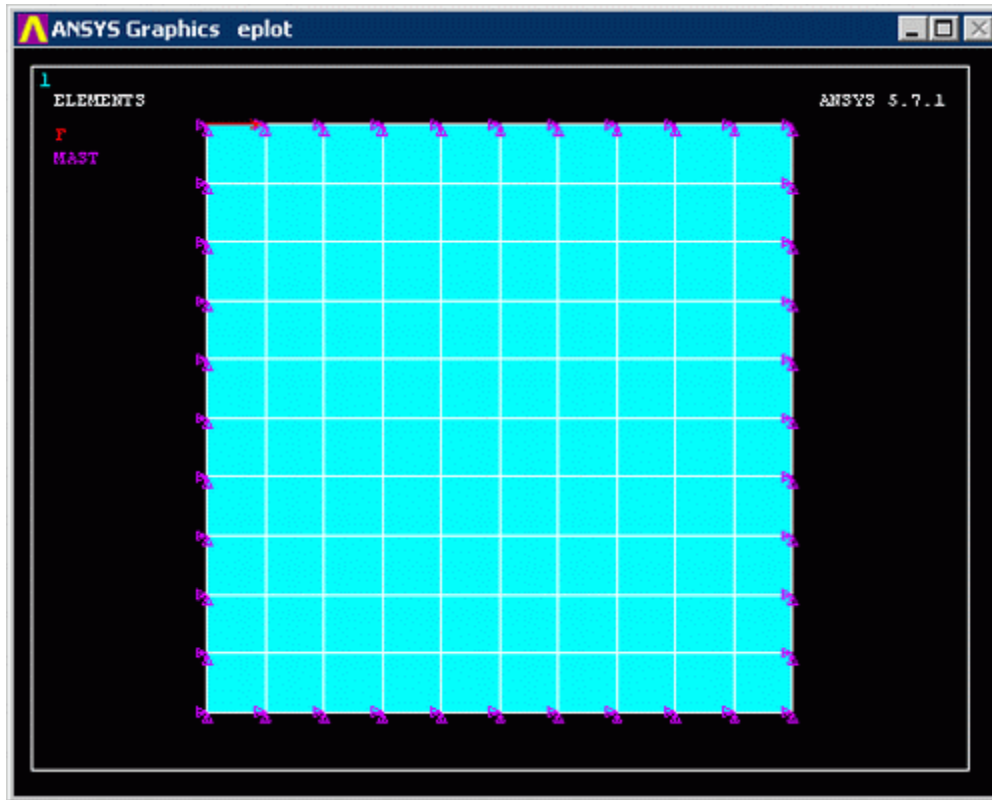 ANSYS Graphics eplot
1
ELEMENTS
ANSYS 5.7.1
F
MAST